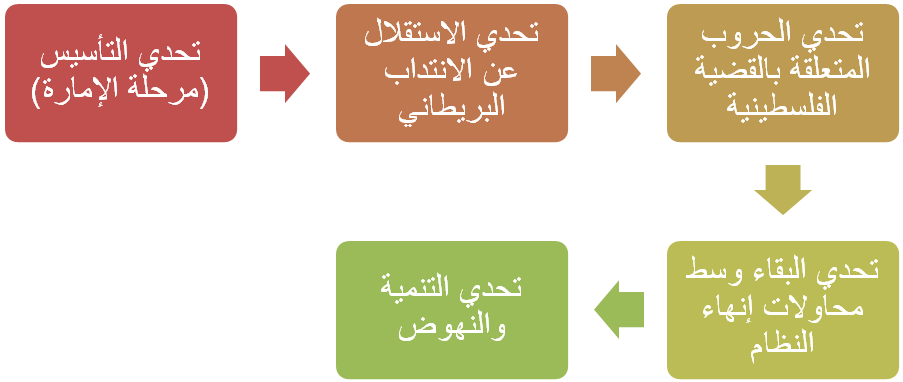 تحدي التأسيس
(مرحلة الإمارة)
تحدي الاستقلال
عن الانتداب
البريطاني
تحدي الحروب
المتعلقة بالقضية
الفلسطينية
تحدي البقاء وسط
محاولات إنهاء
النظام
تحدي التنمية
والنهوض